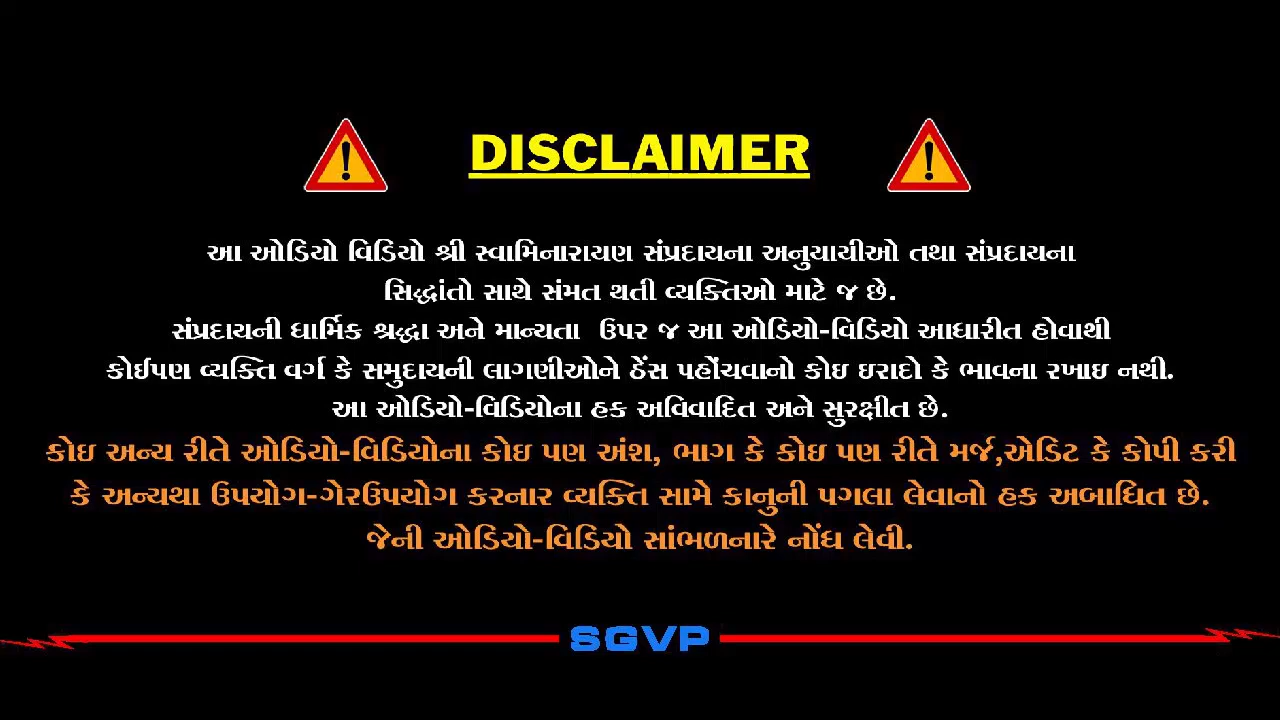 DISCLAIMER
આ ઓડિયો વિડિયો શ્રી સ્વામિનારાયણ સંપ્રદાયના અનુયાયીઓ તથા સંપ્રદાયના
સિદ્ધાંતો સાથે સંમત થતી વ્યક્તિઓ માટે જ છે.
સંપ્રદાયની ધાર્મિક શ્રદ્ધા અને માન્યતા ઉપર જ આ ઓડિયો-વિડિયો આધારીત હોવાથી
કોઈપણ વ્યક્તિ વર્ગ કે સમુદાયની લાગણીઓને ઠેંસ પહોંચવાનો કોઇ ઇરાદો કે ભાવના રખાઇ નથી.
આ ઓડિયો-વિડિયોના હક અવિવાદિત અને સુરક્ષીત છે.
કોઇ અન્ય રીતે ઓડિયો-વિડિયોના કોઇ પણ અંશ, ભાગ કે કોઇ પણ રીતે મર્જ,એડિટ કે કોપી કરી
કે અન્યથા ઉપયોગ-ગેરઉપયોગ કરનાર વ્યક્તિ સામે કાનુની પગલા લેવાનો હક અબાધિત છે.
જેની ઓડિયો-વિડિયો સાંભળનારે નોંધ લેવી.
SGVP